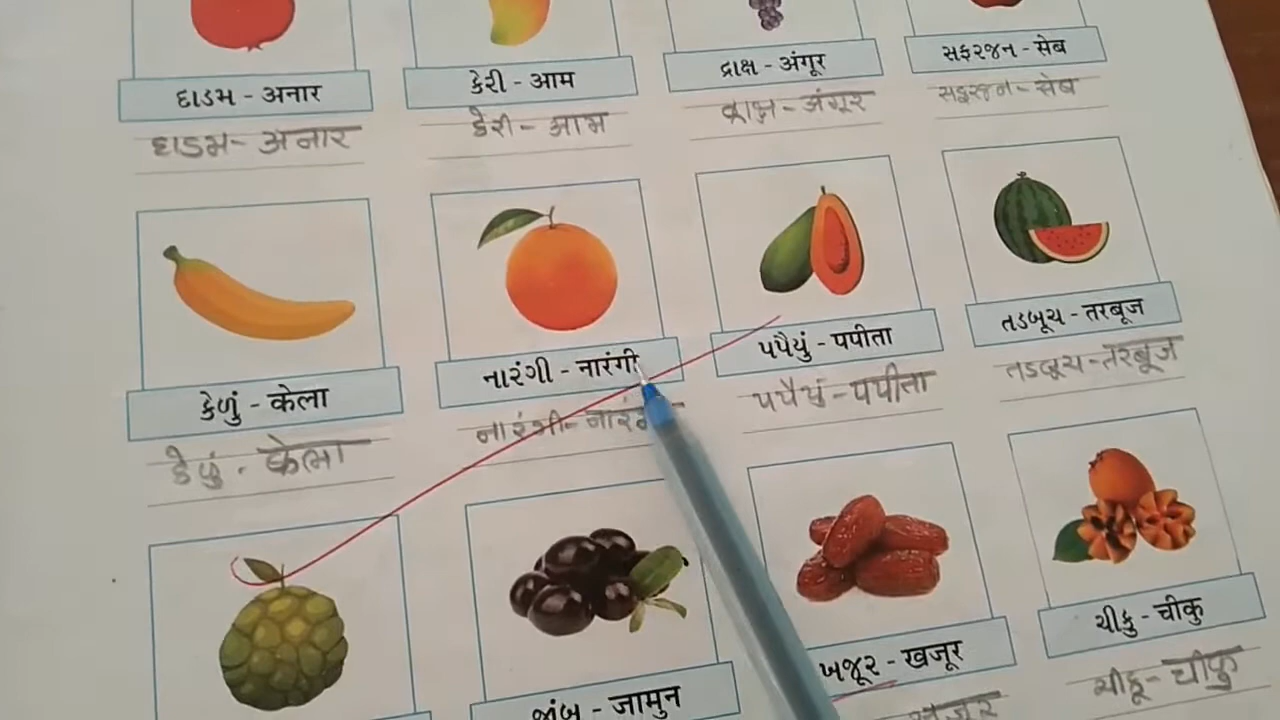 દાડમ - अनार
કેરી - आम
દ્રાક્ષ - अंगूर
સફરજન - सेब
દાડમ - अनार
કેરી - आम
દ્રાક્ષ - अंगूर
સફરજન - सेब
કેળું - केला
નારંગી - नारंगी
પપૈયું - पपीता
તડબૂચ - तरबूज
કેળું - केला
નારંગી -
પપૈયું - पपीता
તડબૂચ - तरबूज
જાંબુ - जामुन
ખજૂર - खजूर
ચીકુ - चीकु
ચીકૂ - चीकु